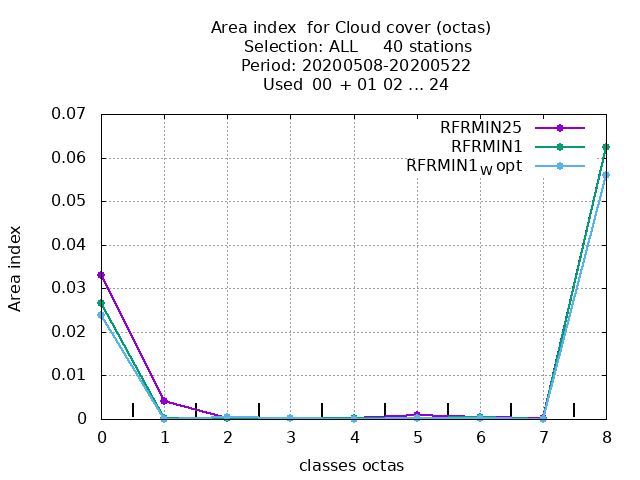 Area index  for Cloud cover (octas)
Selection: ALL     40 stations
Period: 20200508-20200522
Used  00 + 01 02 ... 24
RFRMIN25
RFRMIN1
RFRMIN1W opt
0.07
0.06
0.05
0.04
0.03
0.02
0.01
0
Area index
0 1 2 3 4 5 6 7 8
classes octas